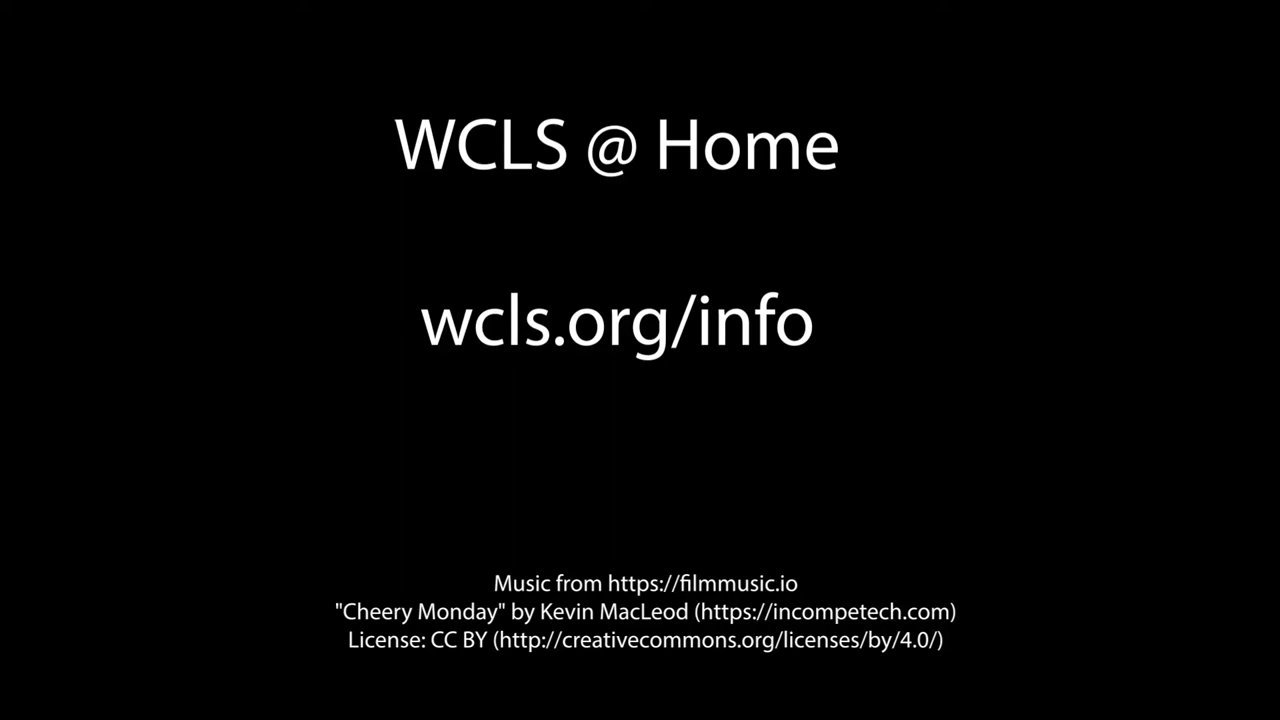 WCLS @ Home
wcls.org/info
Music from https://filmmusic.io
"Cheery Monday" by Kevin MacLeod (https://incompetech.com)
License: CC BY (http://creativecommons.org/licenses/by/4.0/)